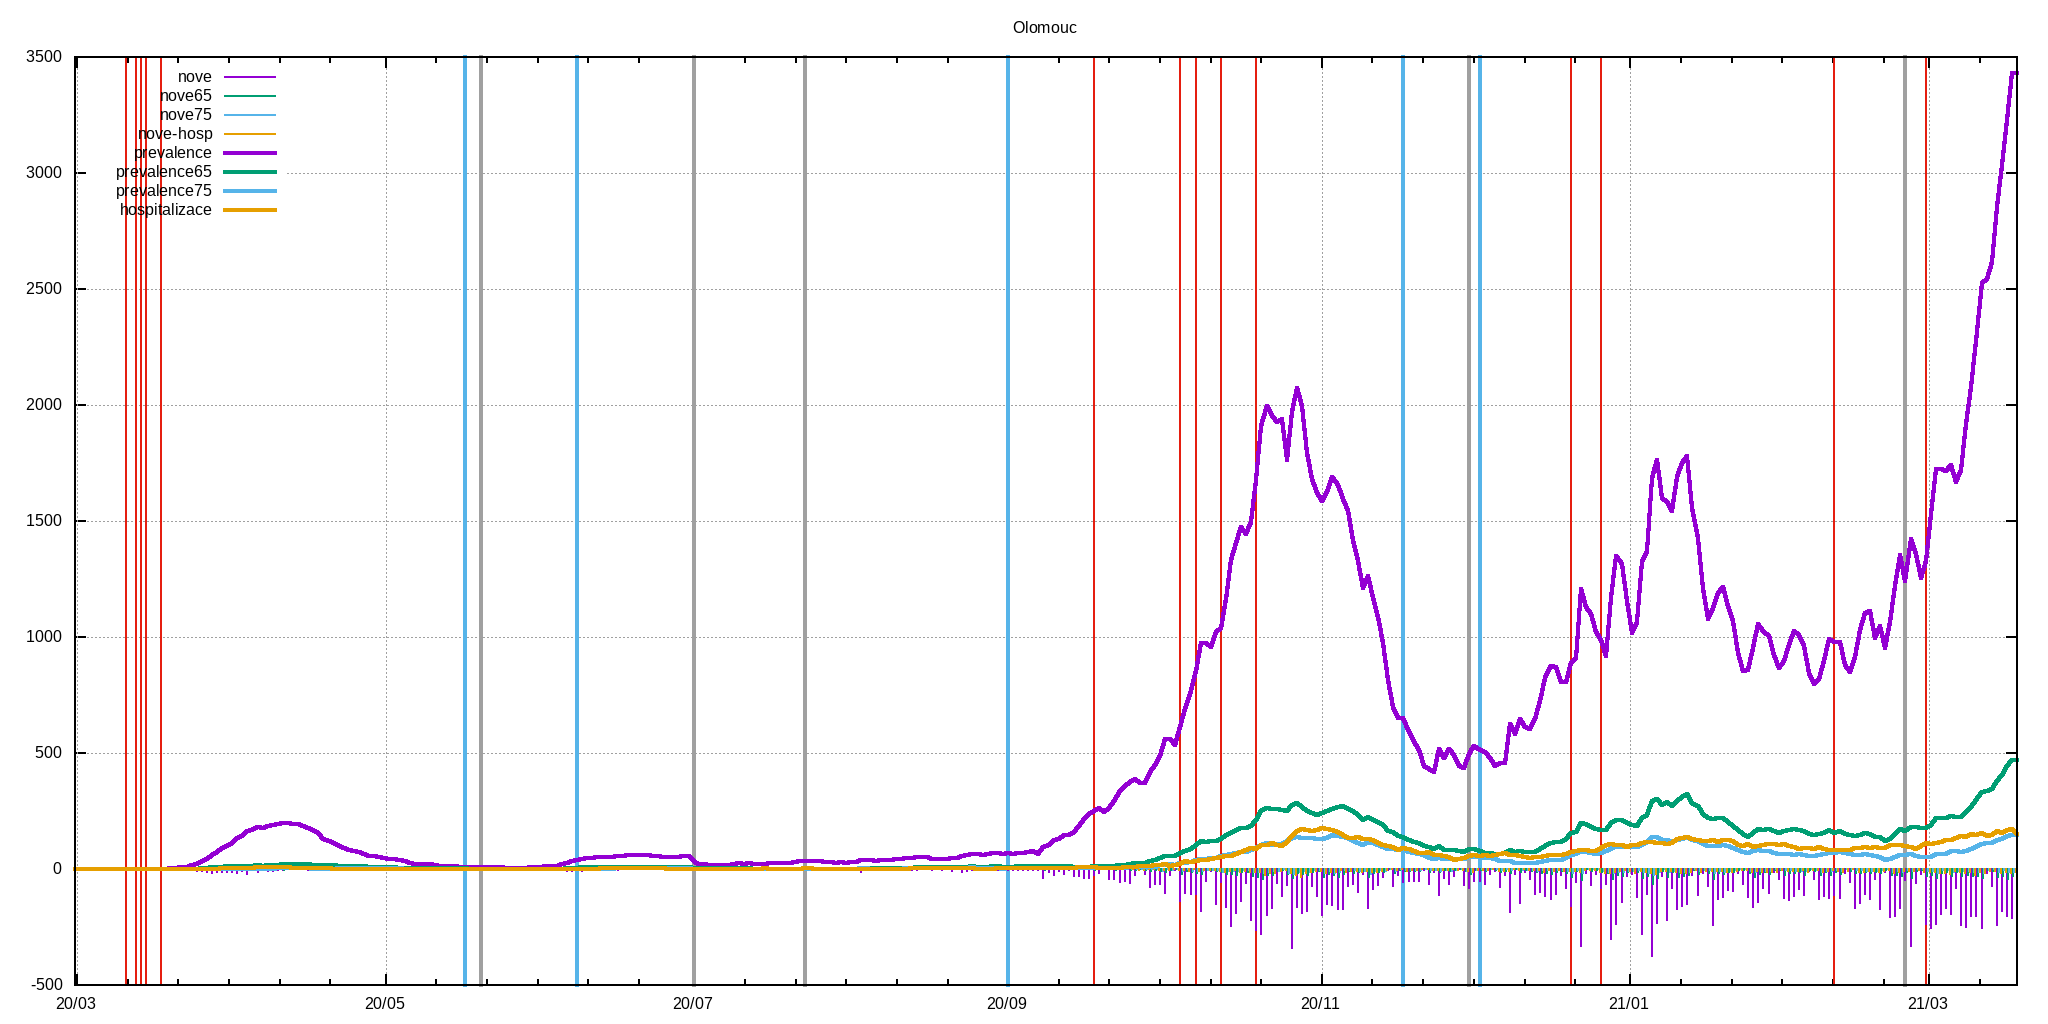 Olomouc
3500
3000
2500
2000
1500
1000
500
0
-500
nove
nove65
nove75
nove-hosp
prevalence
prevalence65
prevalence75
hospitalizace
20/03 20/05 20/07 20/09 20/11 21/01 21/03